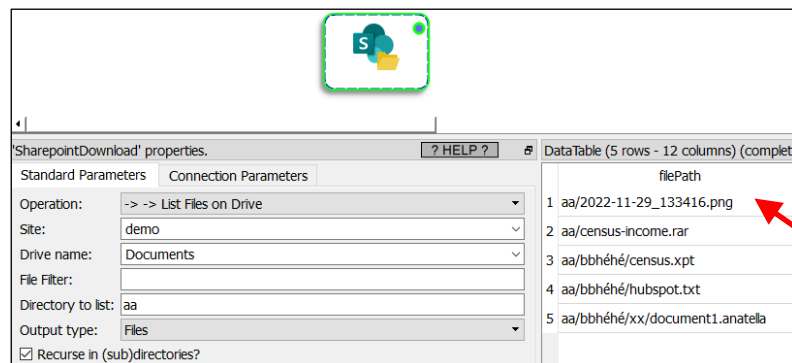 S
'SharepointDownload' properties.
? HELP ?
Standard Parameters
Connection Parameters
Operation:
-> -> List Files on Drive
Site:
demo
Drive name:
Documents
File Filter:
Directory to list:
aa
Output type:
Files
Recurse in (sub)directories?
DataTable (5 rows - 12 columns) (complet
filePath
1 aa/2022-11-29_133416.png
2 aa/census-income.rar
3 aa/bbhéhé/census.xpt
4 aa/bbhéhé/hubspot.txt
5 aa/bbhéhé/xx/document1.anatella